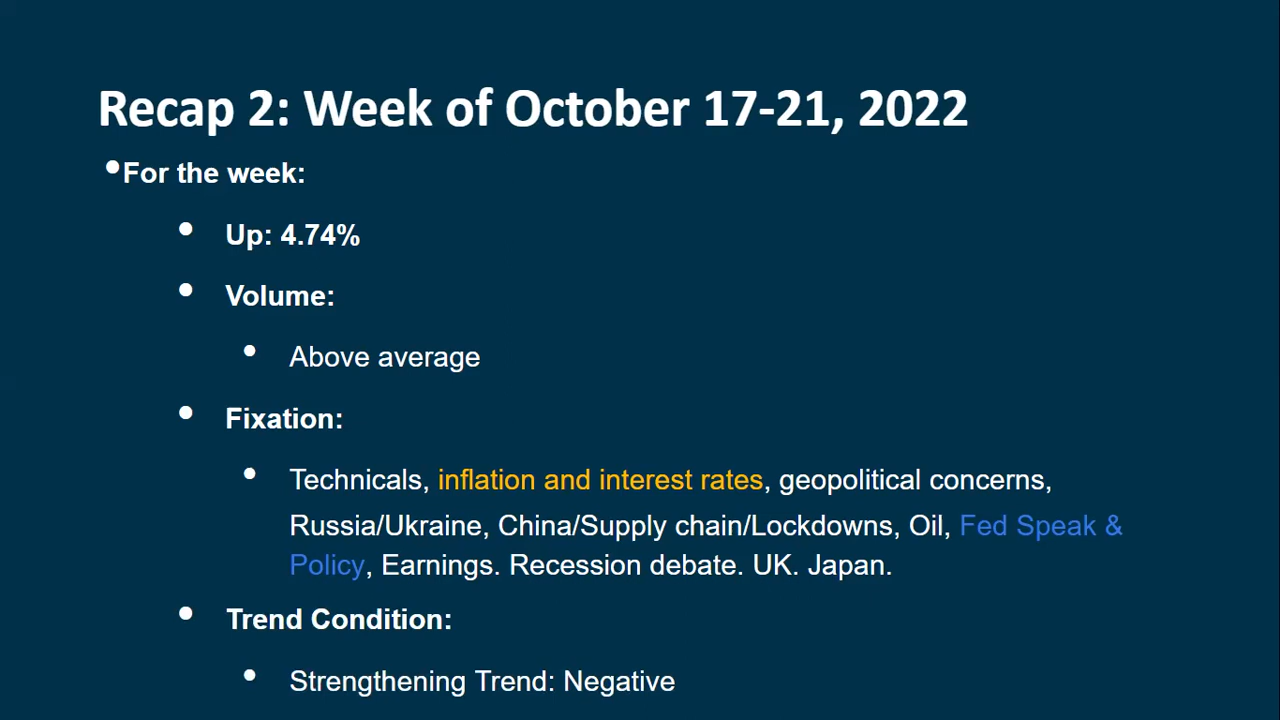 Recap 2: Week of October 17-21, 2022
•For the week:
• Up: 4.74%
• Volume:
• Above average
• Fixation:
• Technicals, inflation and interest rates, geopolitical concerns,
Russia/Ukraine, China/Supply chain/Lockdowns, Oil, Fed Speak &
Policy, Earnings. Recession debate. UK. Japan.
• Trend Condition:
• Strengthening Trend: Negative